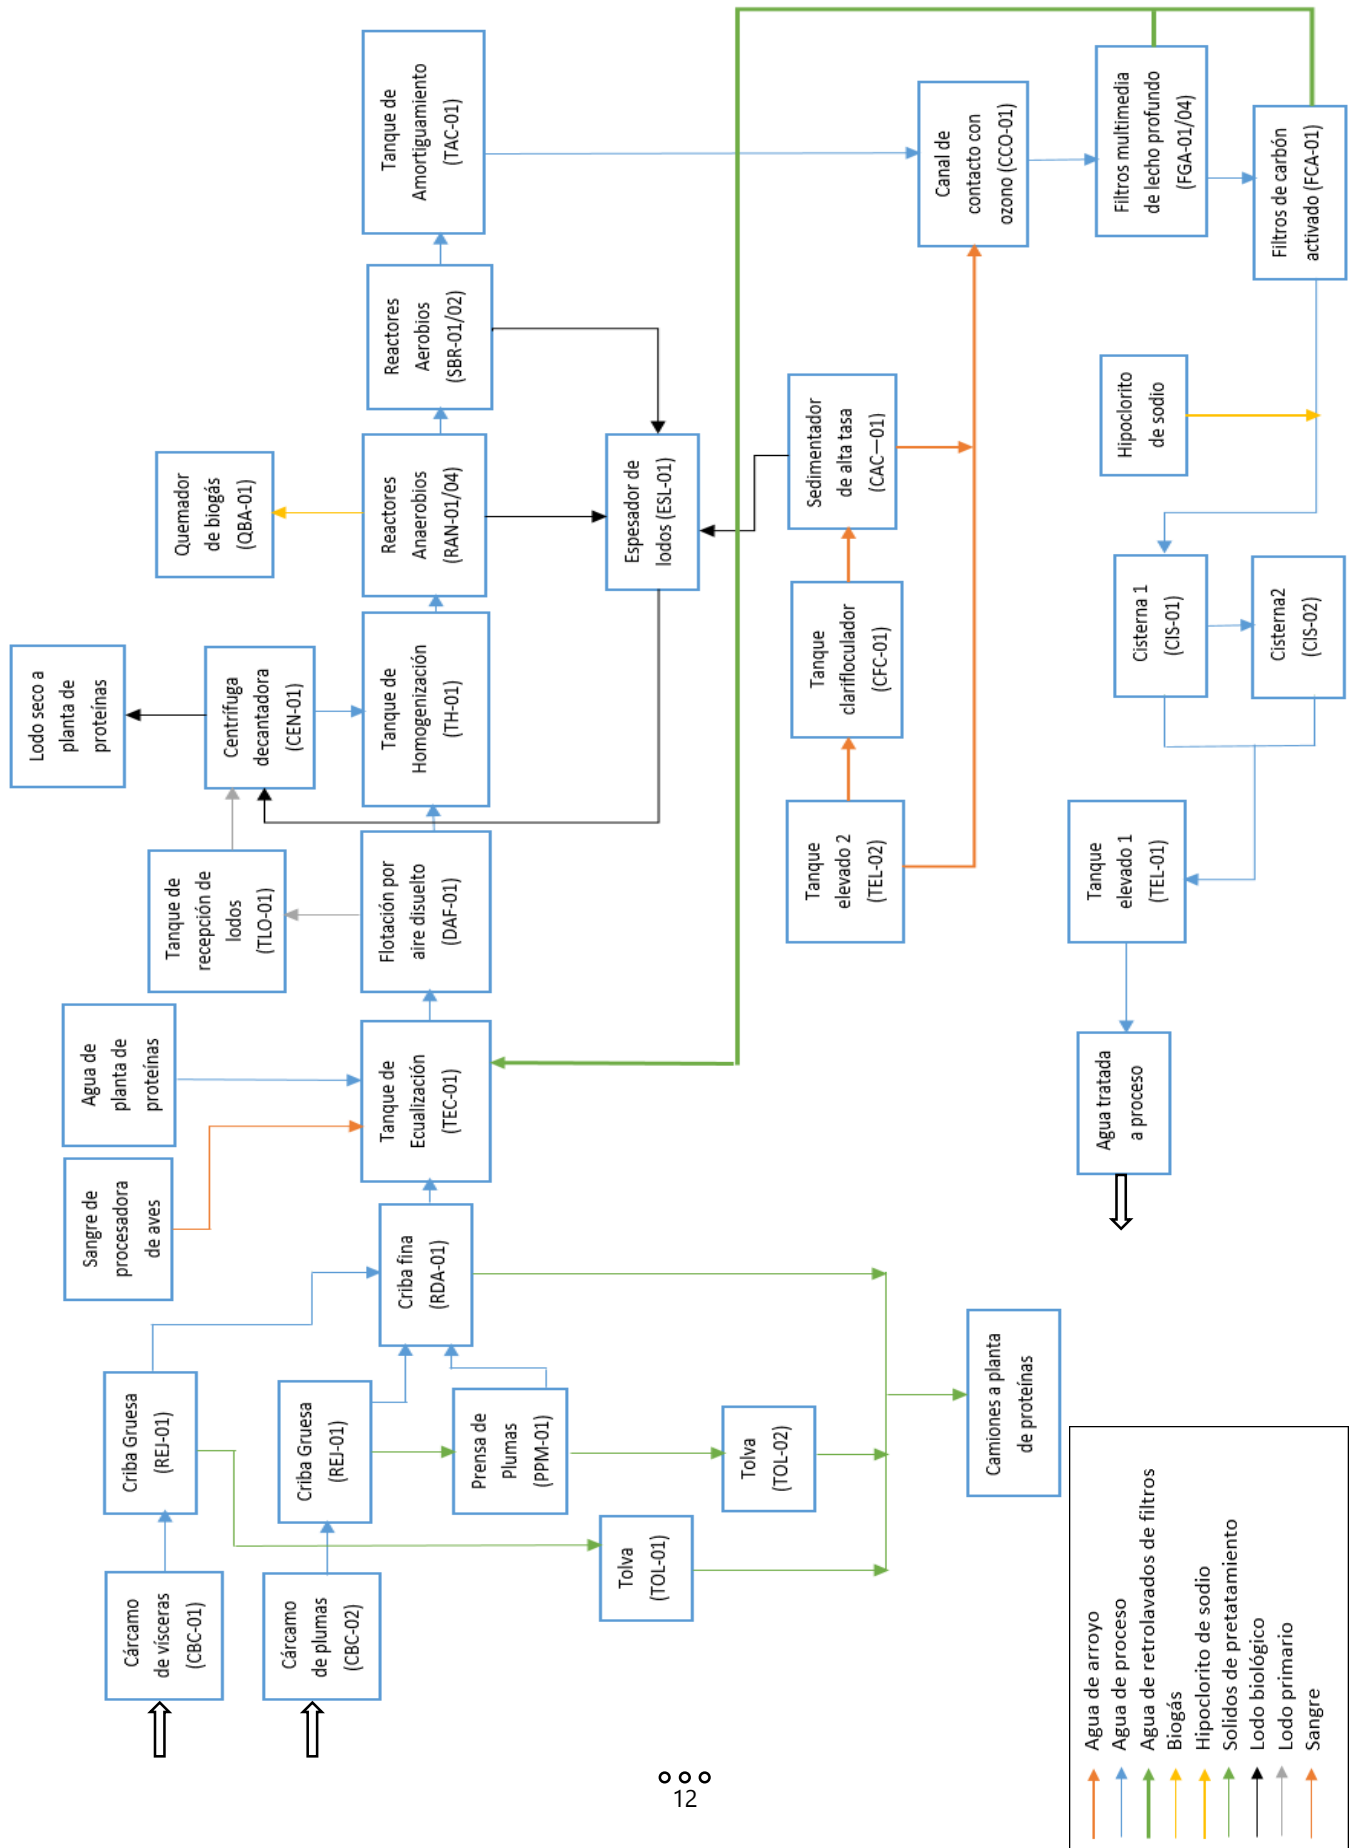 Cárcamo
de vísceras
(CBC-01)
Criba Gruesa
(REJ-01)
Cárcamo
de plumas
(CBC-02)
Criba Gruesa
(REJ-01)
Prensa de
Plumas
(PPM-01)
Tolva
(TOL-01)
Tolva
(TOL-02)
Camiones a planta
de proteínas
Criba fina
(RDA-01)
Sangre de
procesadora
de aves
Agua de
planta de
proteínas
Tanque de
Ecualización
(TEC-01)
Flotación por
aire disuelto
(DAF-01)
Tanque de
recepción de
lodos
(TLO-01)
Centrífuga
decantadora
(CEN-01)
Lodo seco a
planta de
proteínas
Tanque de
Homogenización
(TH-01)
Reactores
Anaerobios
(RAN-01/04)
Quemador
de biogás
(QBA-01)
Reactores
Aerobios
(SBR-01/02)
Tanque de
Amortiguamiento
(TAC-01)
Espesador de
lodos (ESL-01)
Tanque
elevado 2
(TEL-02)
Tanque
clarifloculador
(CFC-01)
Sedimentador
de alta tasa
(CAC—01)
Canal de
contacto con
ozono (CCO-01)
Filtros multimedia
de lecho profundo
(FGA-01/04)
Filtros de carbón
activado (FCA-01)
Hipoclorito
de sodio
Cisterna 1
(CIS-01)
Cisterna2
(CIS-02)
Tanque
elevado 1
(TEL-01)
Agua tratada
a proceso
Agua de arroyo
Agua de proceso
Agua de retrolavados de filtros
Biogás
Hipoclorito de sodio
Solidos de pretatamiento
Lodo biológico
Lodo primario
Sangre
12